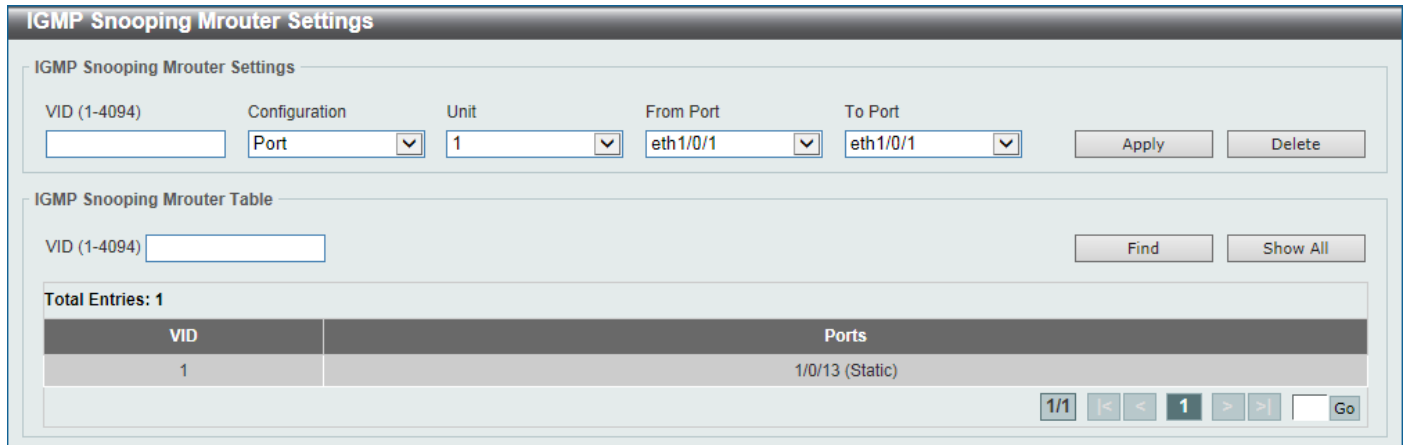 IGMP Snooping Mrouter Settings
IGMP Snooping Mrouter Settings
VID (1-4094) Configuration Unit From Port To Port
Port 1 eth1/0/1 eth1/0/1 Apply Delete
IGMP Snooping Mrouter Table
VID (1-4094) Find Show All
Total Entries: 1
VID Ports
1 1/0/13 (Static)
1/1 |< < 1 > >| Go